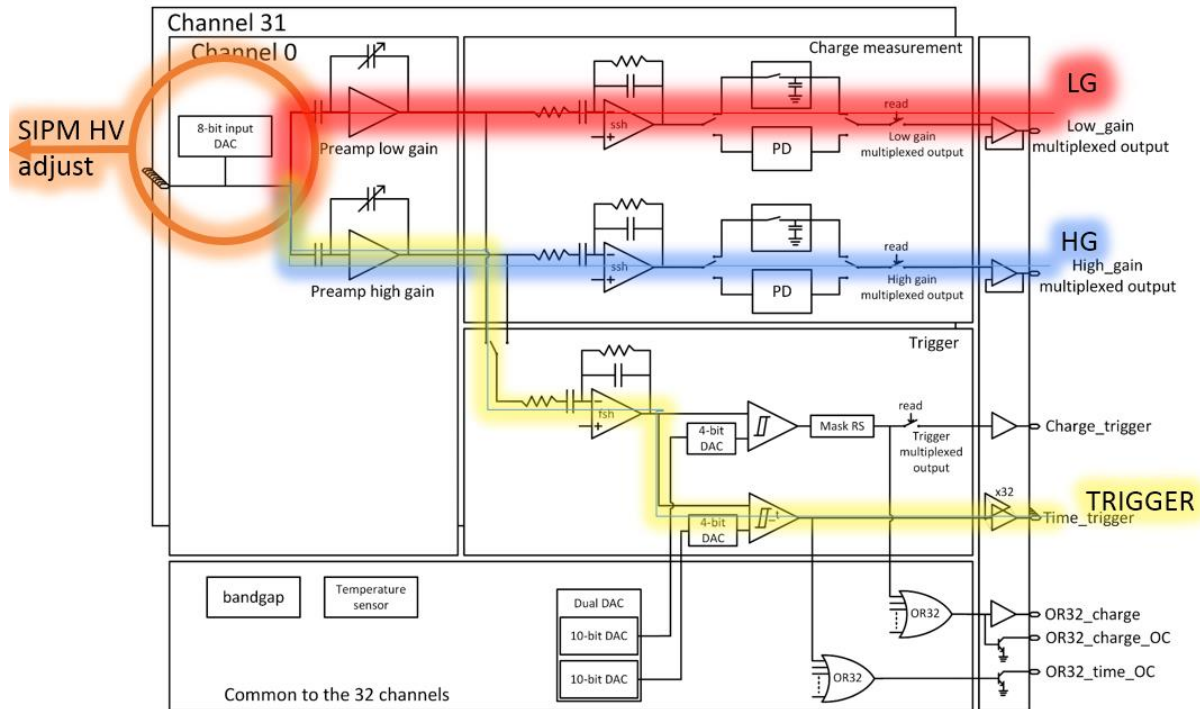 Channel 31
Channel 0
Charge measurement
LG
SIPM HV
adjust
8-bit input
DAC
Preamp low gain
ssh
PD
read
Low gain
multiplexed output
Low_gain
multiplexed output
HG
Preamp high gain
ssh
PD
read
High gain
multiplexed output
High_gain
multiplexed output
Trigger
fsh
4-bit
DAC
Mask RS
read
Trigger
multiplexed
output
Charge_trigger
4-bit
DAC
x32
TRIGGER
Time_trigger
bandgap
Temperature
sensor
Dual DAC
10-bit DAC
10-bit DAC
OR32
OR32
OR32_charge
OR32_charge_OC
OR32_time_OC
Common to the 32 channels